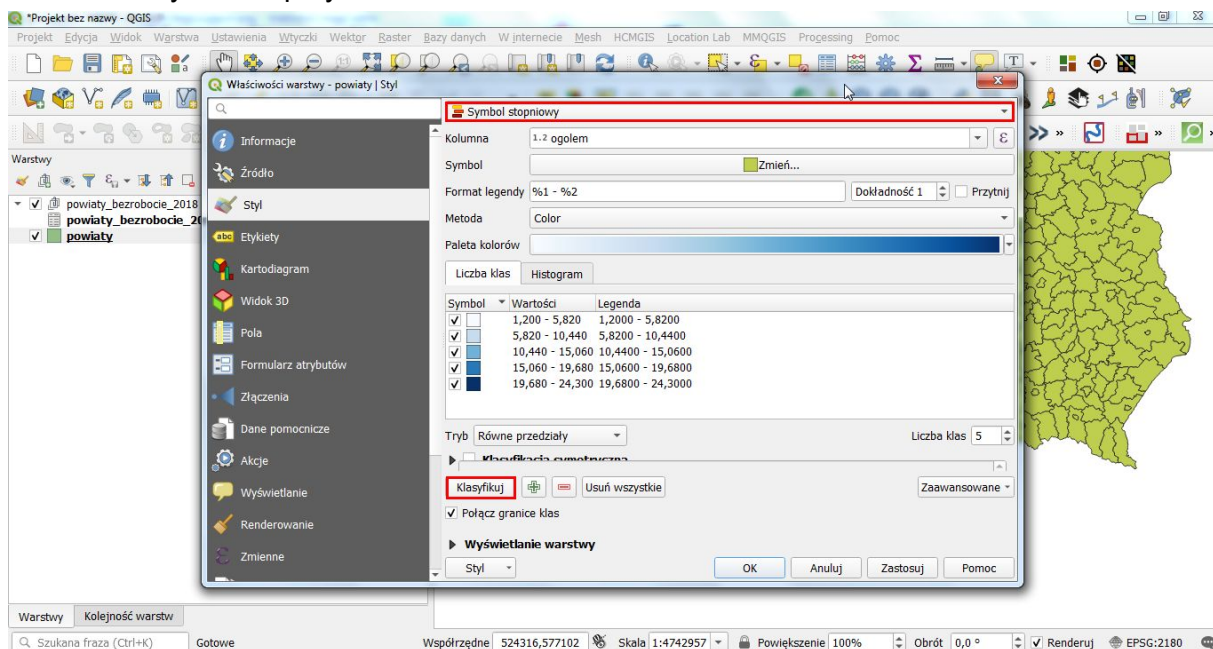 *Projekt bez nazwy - QGIS
Projekt Edycja Widok Warstwa Ustawienia Wtyczki Wektor Raster Bazy danych W internecie Mesh HCMGIS Location Lab MMQGIS Processing Pomoc
Właściwości warstwy - powiaty | Styl
Warstwy
powiaty_bezrobocie_2018
powiaty_bezrobocie_20
powiaty
Informacje
Źródło
Styl
abc Etykiety
Kartodiagram
Widok 3D
Pola
Formularz atrybutów
Złączenia
Dane pomocnicze
Akcje
Wyświetlanie
Renderowanie
Zmienne
Symbol stopniowy
Kolumna 1.2 ogolem ε
Symbol Zmień...
Format legendy %1 - %2 Dokładność 1 Przytnij
Metoda Color
Paleta kolorów
Liczba klas Histogram
Symbol Wartości Legenda
1,200 - 5,820 1,2000 - 5,8200
5,820 - 10,440 5,8200 - 10,4400
10,440 - 15,060 10,4400 - 15,0600
15,060 - 19,680 15,0600 - 19,6800
19,680 - 24,300 19,6800 - 24,3000
Tryb Równe przedziały Liczba klas 5
Klasyfikacja symetryczna
Klasyfikuj Usuń wszystkie Zaawansowane
Połącz granice klas
Wyświetlanie warstwy
Styl OK Anuluj Zastosuj Pomoc
Warstwy Kolejność warstw
Szukana fraza (Ctrl+K) Gotowe Współrzędne 524316,577102 Skala 1:4742957 Powiększenie 100% Obrót 0,0 ° Renderuj EPSG:2180